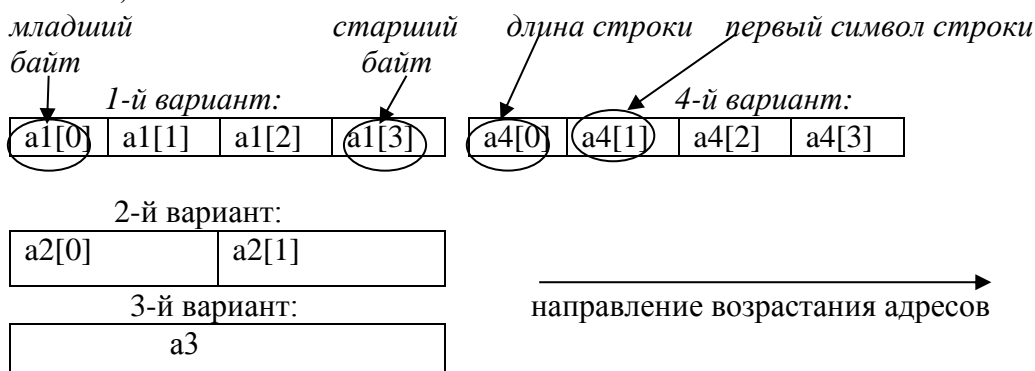 младший старший длина строки первый символ строки
байт байт
1-й вариант: 4-й вариант:
a1[0] a1[1] a1[2] a1[3] a4[0] a4[1] a4[2] a4[3]
2-й вариант:
a2[0] a2[1]
3-й вариант: направление возрастания адресов
a3